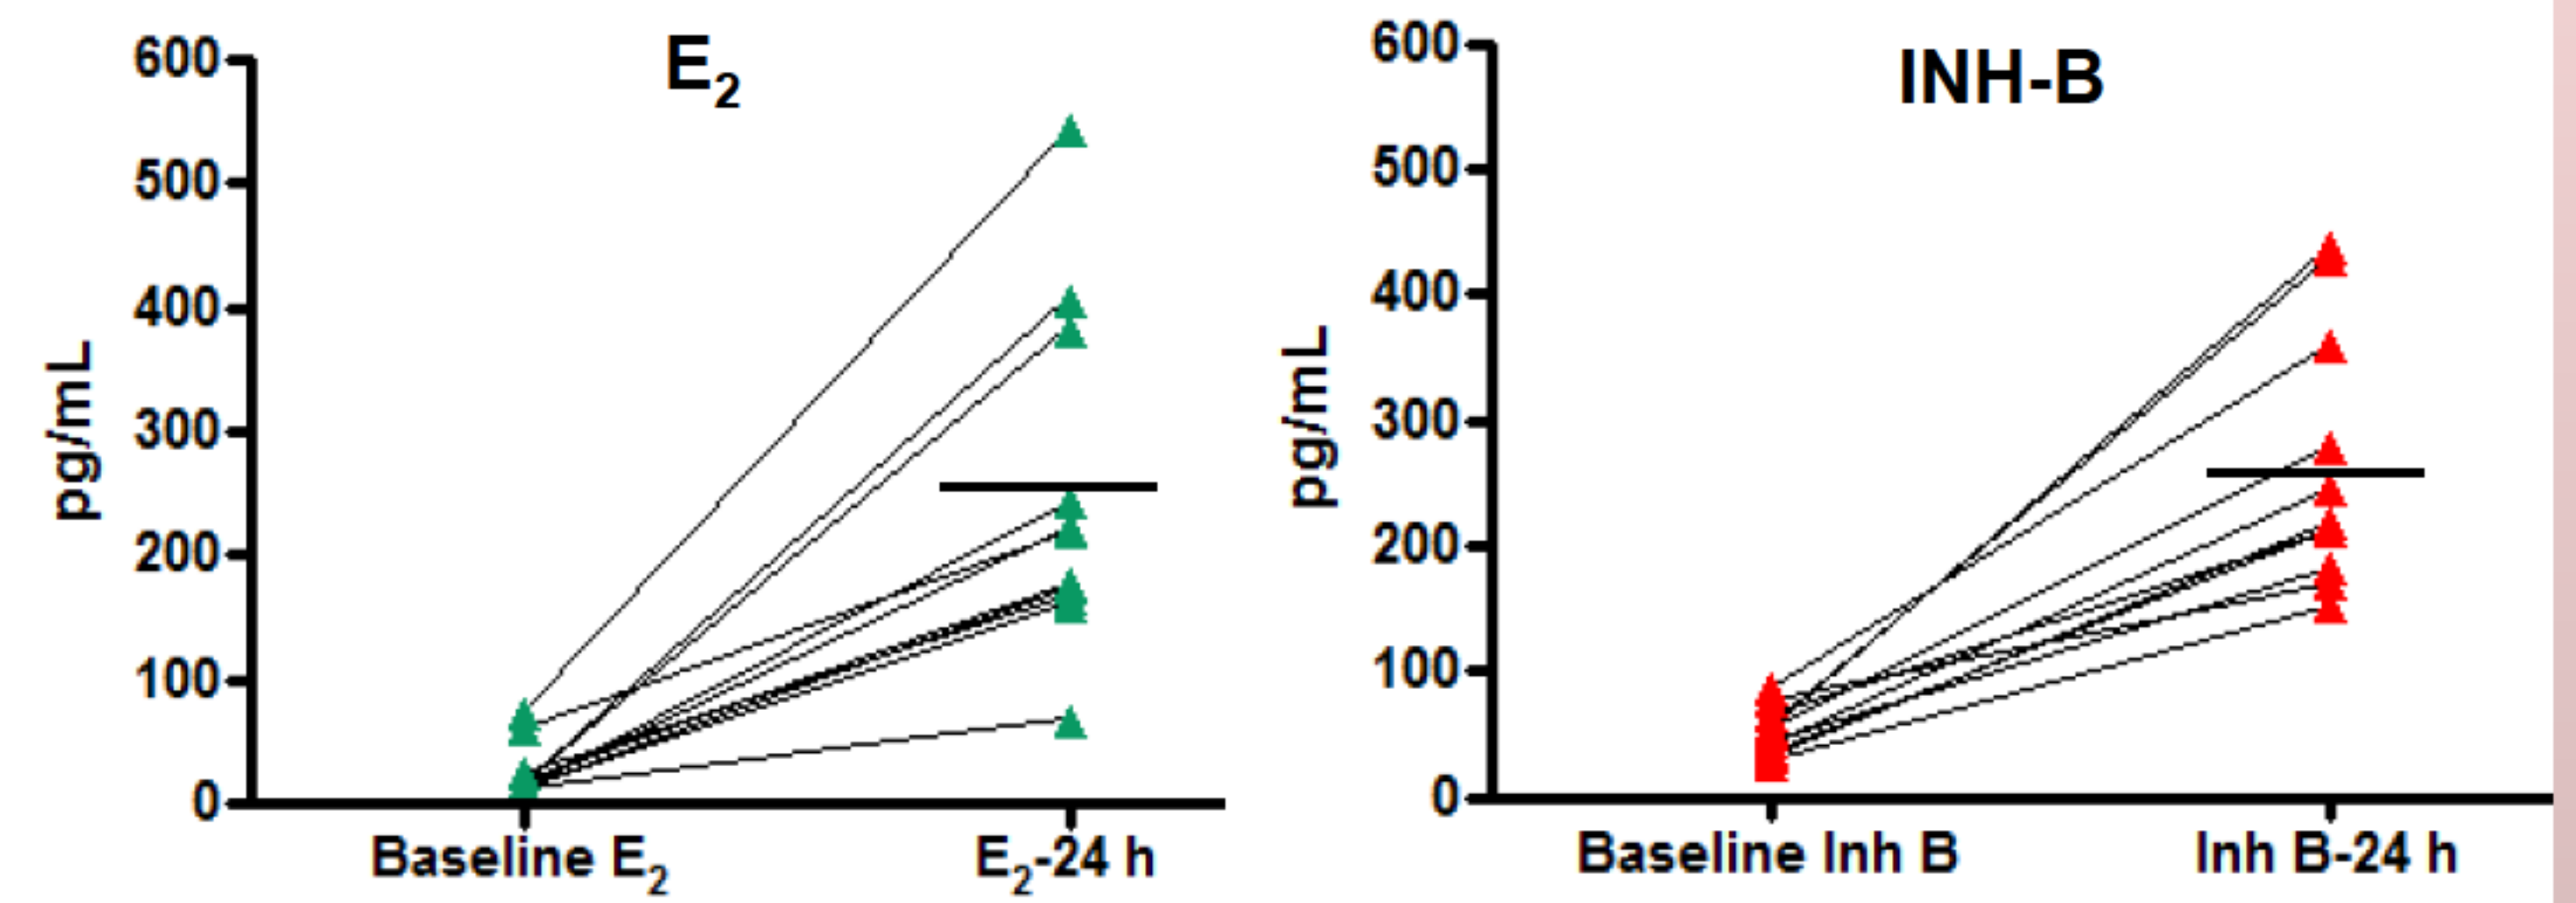 E₂
600
500
400
300
200
100
0
pg/mL
Baseline E₂
E₂-24 h
INH-B
600
500
400
300
200
100
0
pg/mL
Baseline Inh B
Inh B-24 h